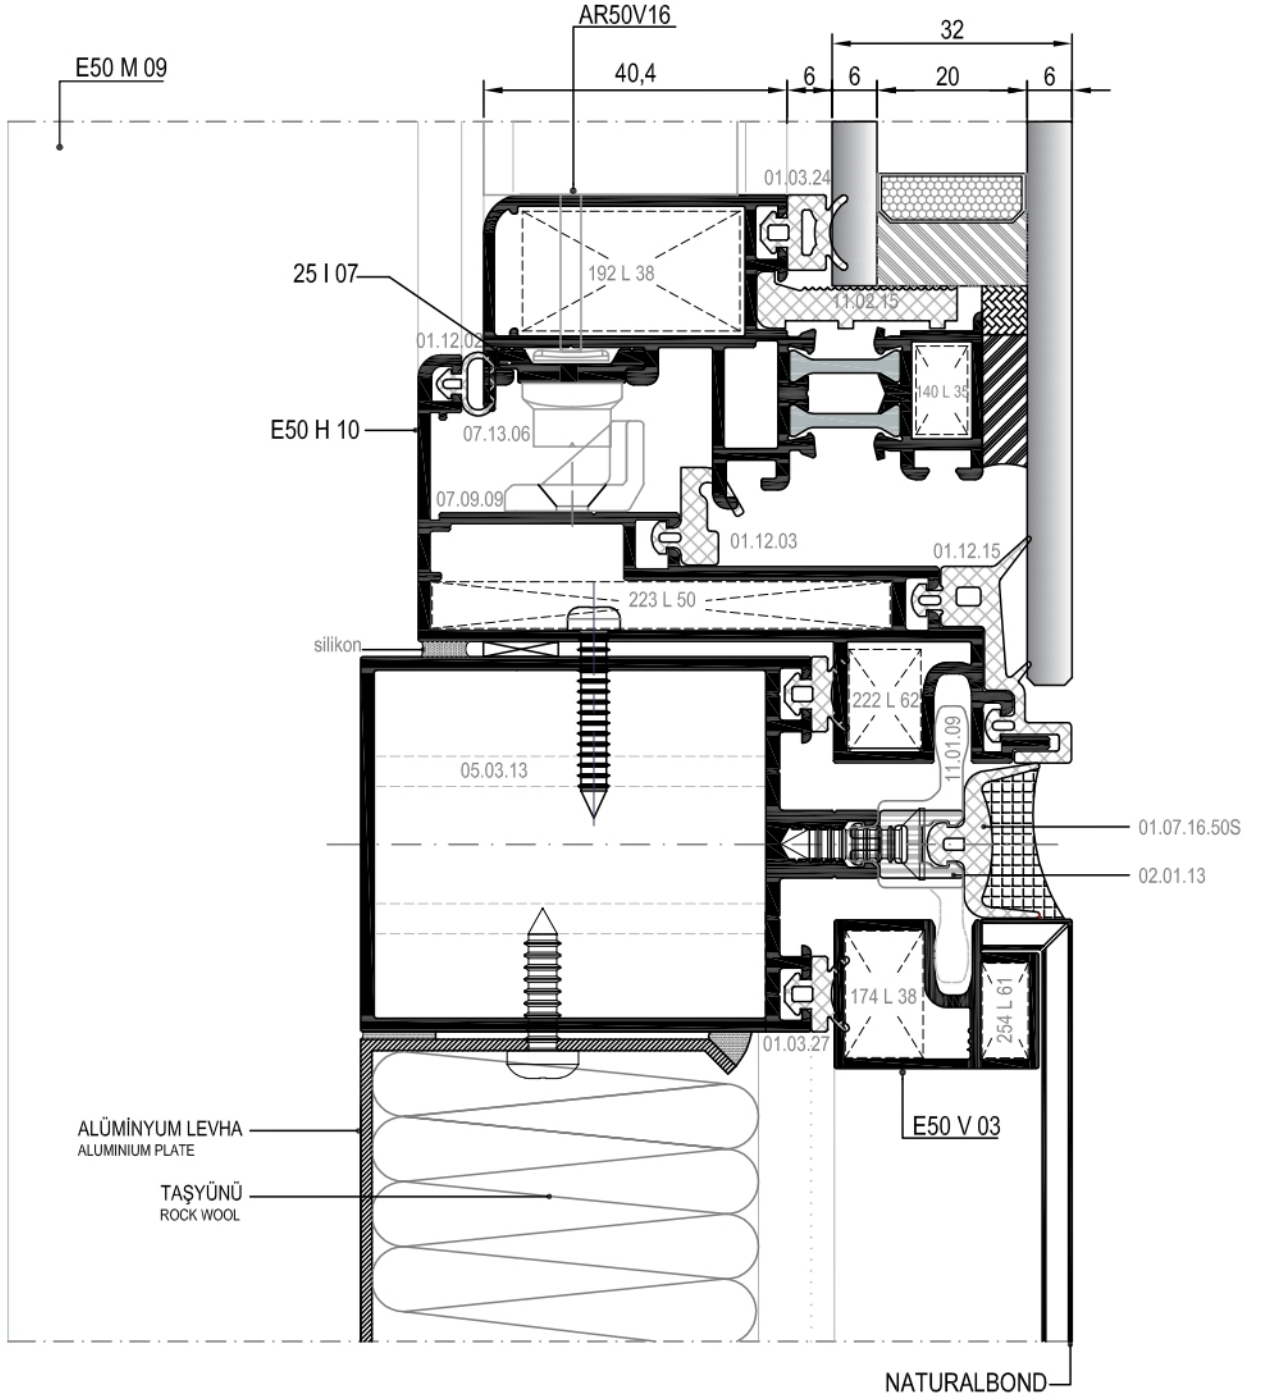 AR50V16
32
E50 M 09
40,4
6
6
20
6
01.03.24
25 I 07
192 L 38
11.02.15
01.12.02
140 L 35
E50 H 10
07.13.06
07.09.09
01.12.03
01.12.15
223 L 50
silikon
222 L 62
11.01.09
05.03.13
01.07.16.50S
02.01.13
174 L 38
254 L 61
01.03.27
E50 V 03
ALÜMİNYUM LEVHA
ALUMINIUM PLATE
TAŞYÜNÜ
ROCK WOOL
NATURALBOND